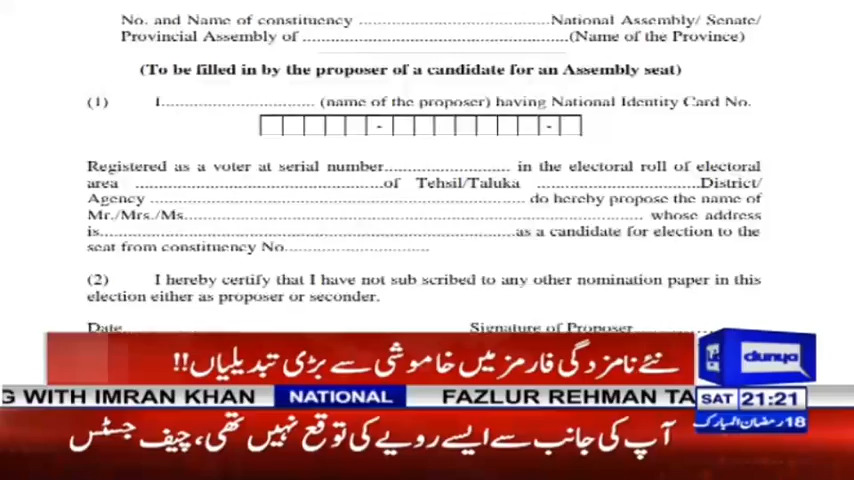 No. and Name of constituency ........................................National Assembly/ Senate/
Provincial Assembly of .......................................................(Name of the Province)
(To be filled in by the proposer of a candidate for an Assembly seat)
(1) I................................ (name of the proposer) having National Identity Card No.
- -
Registered as a voter at serial number.......................... in the electoral roll of electoral
area ....................................................of Tehsil/Taluka ..................................District/
Agency ............................................................................... do hereby propose the name of
Mr./Mrs./Ms................................................................................................ whose address
is.......................................................................................as a candidate for election to the
seat from constituency No..............................
(2) I hereby certify that I have not sub scribed to any other nomination paper in this
election either as proposer or seconder.
Date Signature of Proposer
نئے نامزدگی فارمز میں خاموشی سے بڑی تبدیلیاں!!
dunya
G WITH IMRAN KHAN NATIONAL FAZLUR REHMAN TA SAT 21:21
18 رمضان المبارک
آپ کی جانب سے ایسے رویے کی توقع نہیں تھی، چیف جسٹس